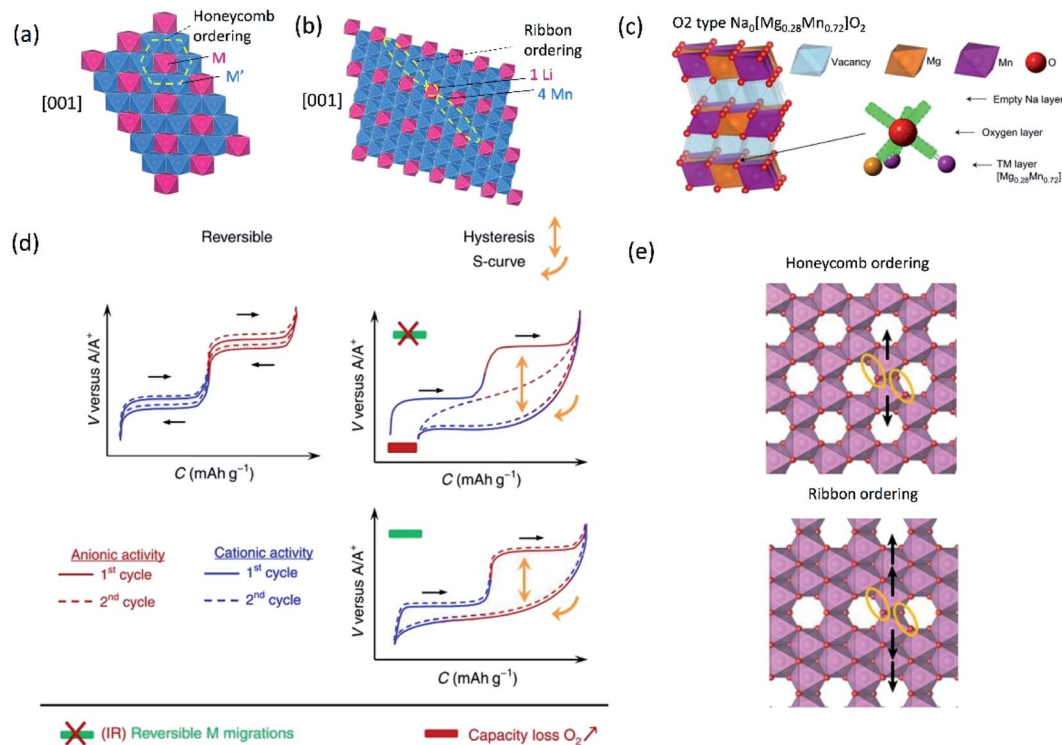 (a)
Honeycomb
ordering
M
M'
[001]
(b)
Ribbon
ordering
1 Li
4 Mn
[001]
(c)
O2 type Na₀[Mg₀.₂₈Mn₀.₇₂]O₂
Vacancy
Mg
Mn
O
Empty Na layer
Oxygen layer
TM layer
[Mg₀.₂₈Mn₀.₇₂]
(d)
Reversible
Hysteresis
S-curve
V versus A/A⁺
C (mAh g⁻¹)
V versus A/A⁺
C (mAh g⁻¹)
Anionic activity
1ˢᵗ cycle
2ⁿᵈ cycle
Cationic activity
1ˢᵗ cycle
2ⁿᵈ cycle
V versus A/A⁺
C (mAh g⁻¹)
(IR) Reversible M migrations
Capacity loss O₂↗
(e)
Honeycomb ordering
Ribbon ordering